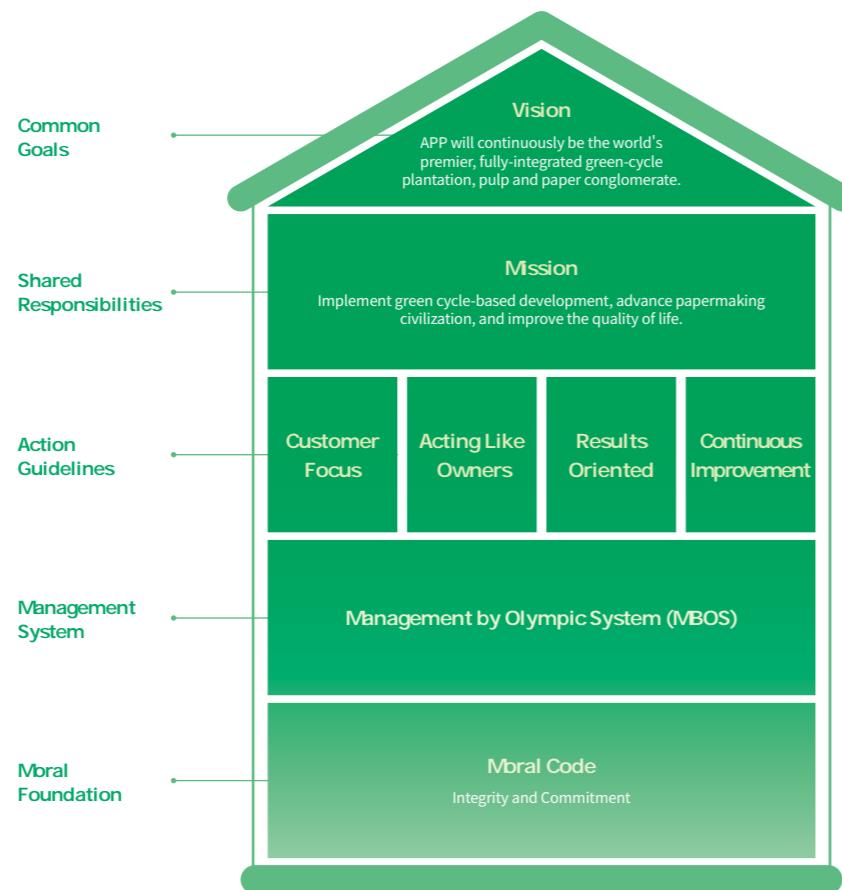 Common
Goals
Vision
APP will continuously be the world's
premier, fully-integrated green-cycle
plantation, pulp and paper conglomerate.
Shared
Responsibilities
Mission
Implement green cycle-based development, advance papermaking
civilization, and improve the quality of life.
Action
Guidelines
Customer
Focus
Acting Like
Owners
Results
Oriented
Continuous
Improvement
Management
System
Management by Olympic System (MBOS)
Moral
Foundation
Moral Code
Integrity and Commitment